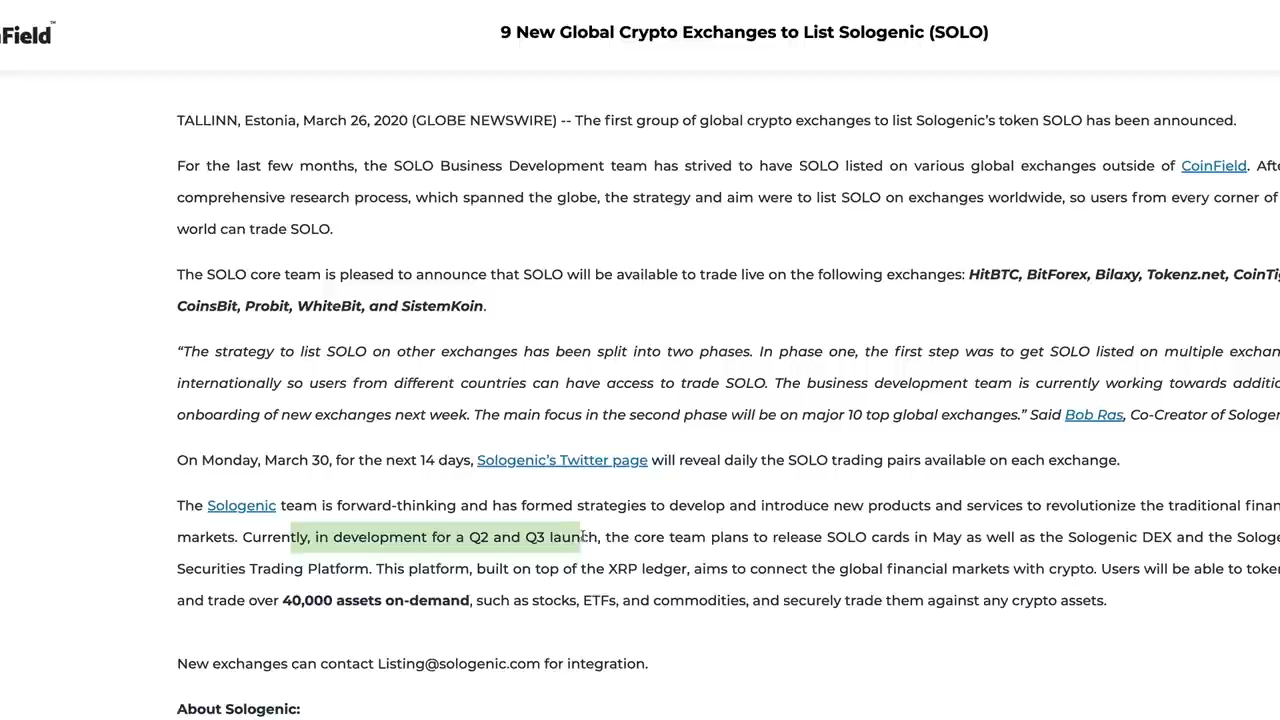 Field™
9 New Global Crypto Exchanges to List Sologenic (SOLO)
TALLINN, Estonia, March 26, 2020 (GLOBE NEWSWIRE) -- The first group of global crypto exchanges to list Sologenic's token SOLO has been announced.
For the last few months, the SOLO Business Development team has strived to have SOLO listed on various global exchanges outside of CoinField.
comprehensive research process, which spanned the globe, the strategy and aim were to list SOLO on exchanges worldwide, so users from every corner of
world can trade SOLO.
The SOLO core team is pleased to announce that SOLO will be available to trade live on the following exchanges: HitBTC, BitForex, Bilaxy, Tokenz.net,
CoinsBit, Probit, WhiteBit, and SistemKoin.
“The strategy to list SOLO on other exchanges has been split into two phases. In phase one, the first step was to get SOLO listed on multiple
internationally so users from different countries can have access to trade SOLO. The business development team is currently working towards
onboarding of new exchanges next week. The main focus in the second phase will be on major 10 top global exchanges.” Said Bob Ras, Co-Creator of
On Monday, March 30, for the next 14 days, Sologenic's Twitter page will reveal daily the SOLO trading pairs available on each exchange.
The Sologenic team is forward-thinking and has formed strategies to develop and introduce new products and services to revolutionize the traditional
markets. Currently, in development for a Q2 and Q3 launch, the core team plans to release SOLO cards in May as well as the Sologenic DEX and the
Securities Trading Platform. This platform, built on top of the XRP ledger, aims to connect the global financial markets with crypto. Users will be able to
and trade over 40,000 assets on-demand, such as stocks, ETFs, and commodities, and securely trade them against any crypto assets.
New exchanges can contact Listing@sologenic.com for integration.
About Sologenic: